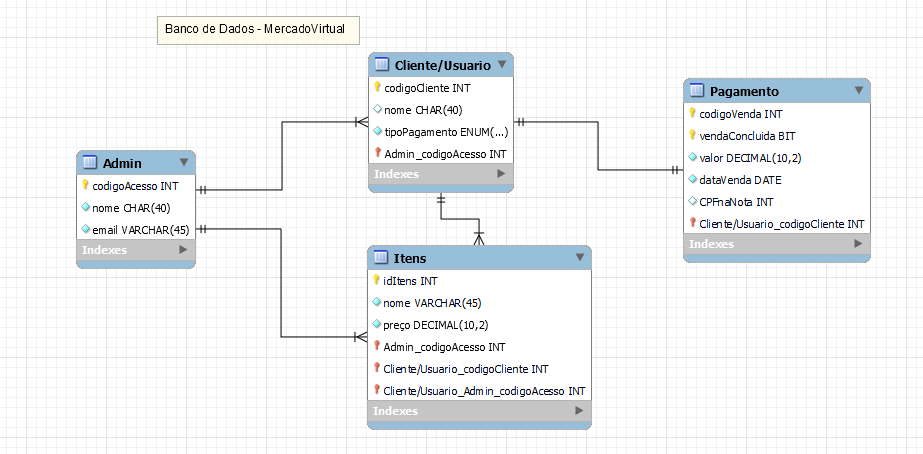 Banco de Dados - MercadoVirtual
Cliente/Usuario
codigoCliente INT
nome CHAR(40)
tipoPagamento ENUM(...)
Admin_codigoAcesso INT
Indexes
Pagamento
codigoVenda INT
vendaConcluida BIT
valor DECIMAL(10,2)
dataVenda DATE
CPFnaNota INT
Cliente/Usuario_codigoCliente INT
Indexes
Admin
codigoAcesso INT
nome CHAR(40)
email VARCHAR(45)
Indexes
Itens
idItens INT
nome VARCHAR(45)
preço DECIMAL(10,2)
Admin_codigoAcesso INT
Cliente/Usuario_codigoCliente INT
Cliente/Usuario_Admin_codigoAcesso INT
Indexes